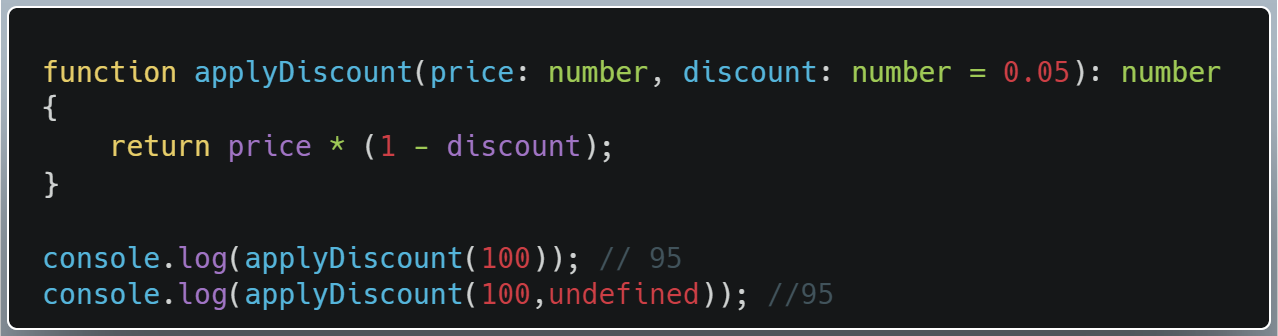 function applyDiscount(price: number, discount: number = 0.05): number
{
    return price * (1 - discount);
}

console.log(applyDiscount(100)); // 95
console.log(applyDiscount(100,undefined)); //95